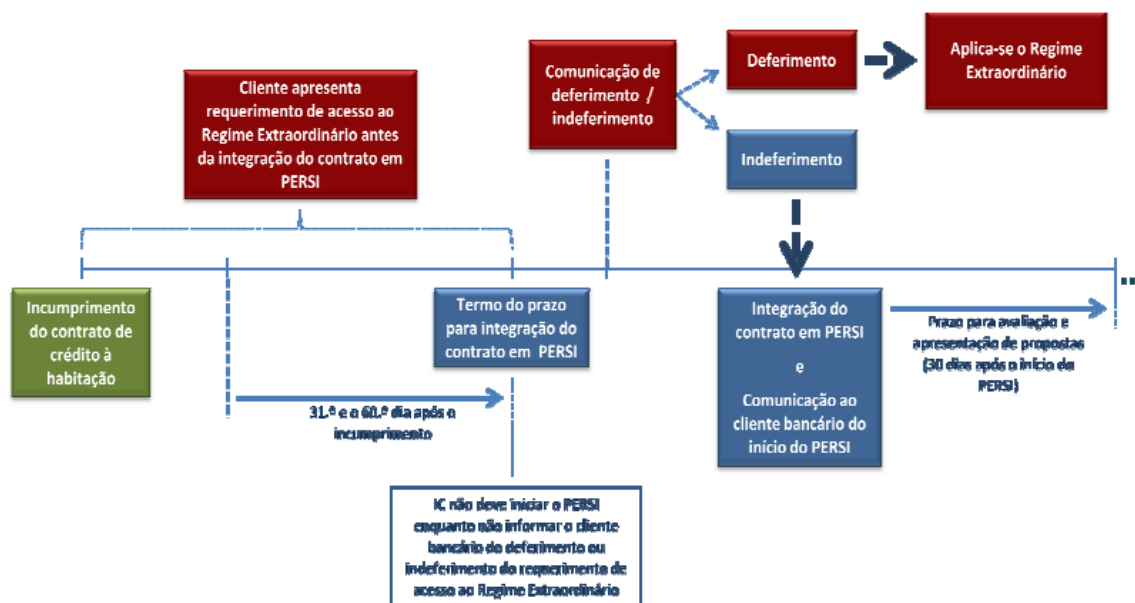 Cliente apresenta
requerimento de acesso ao
Regime Extraordinário antes
da integração do contrato em
PERSI
Comunicação de
deferimento /
indeferimento
Deferimento
Aplica-se o Regime
Extraordinário
Indeferimento
Incumprimento
do contrato de
crédito à
habitação
Termo do prazo
para integração do
contrato em PERSI
Integração do
contrato em PERSI
e
Comunicação ao
cliente bancário do
início do PERSI
Prazo para avaliação e
apresentação de propostas
(30 dias após o início do
PERSI)
...
31.º e o 60.º dia após o
incumprimento
IC não deve iniciar o PERSI
enquanto não informar o cliente
bancário do deferimento ou
indeferimento do requerimento de
acesso ao Regime Extraordinário